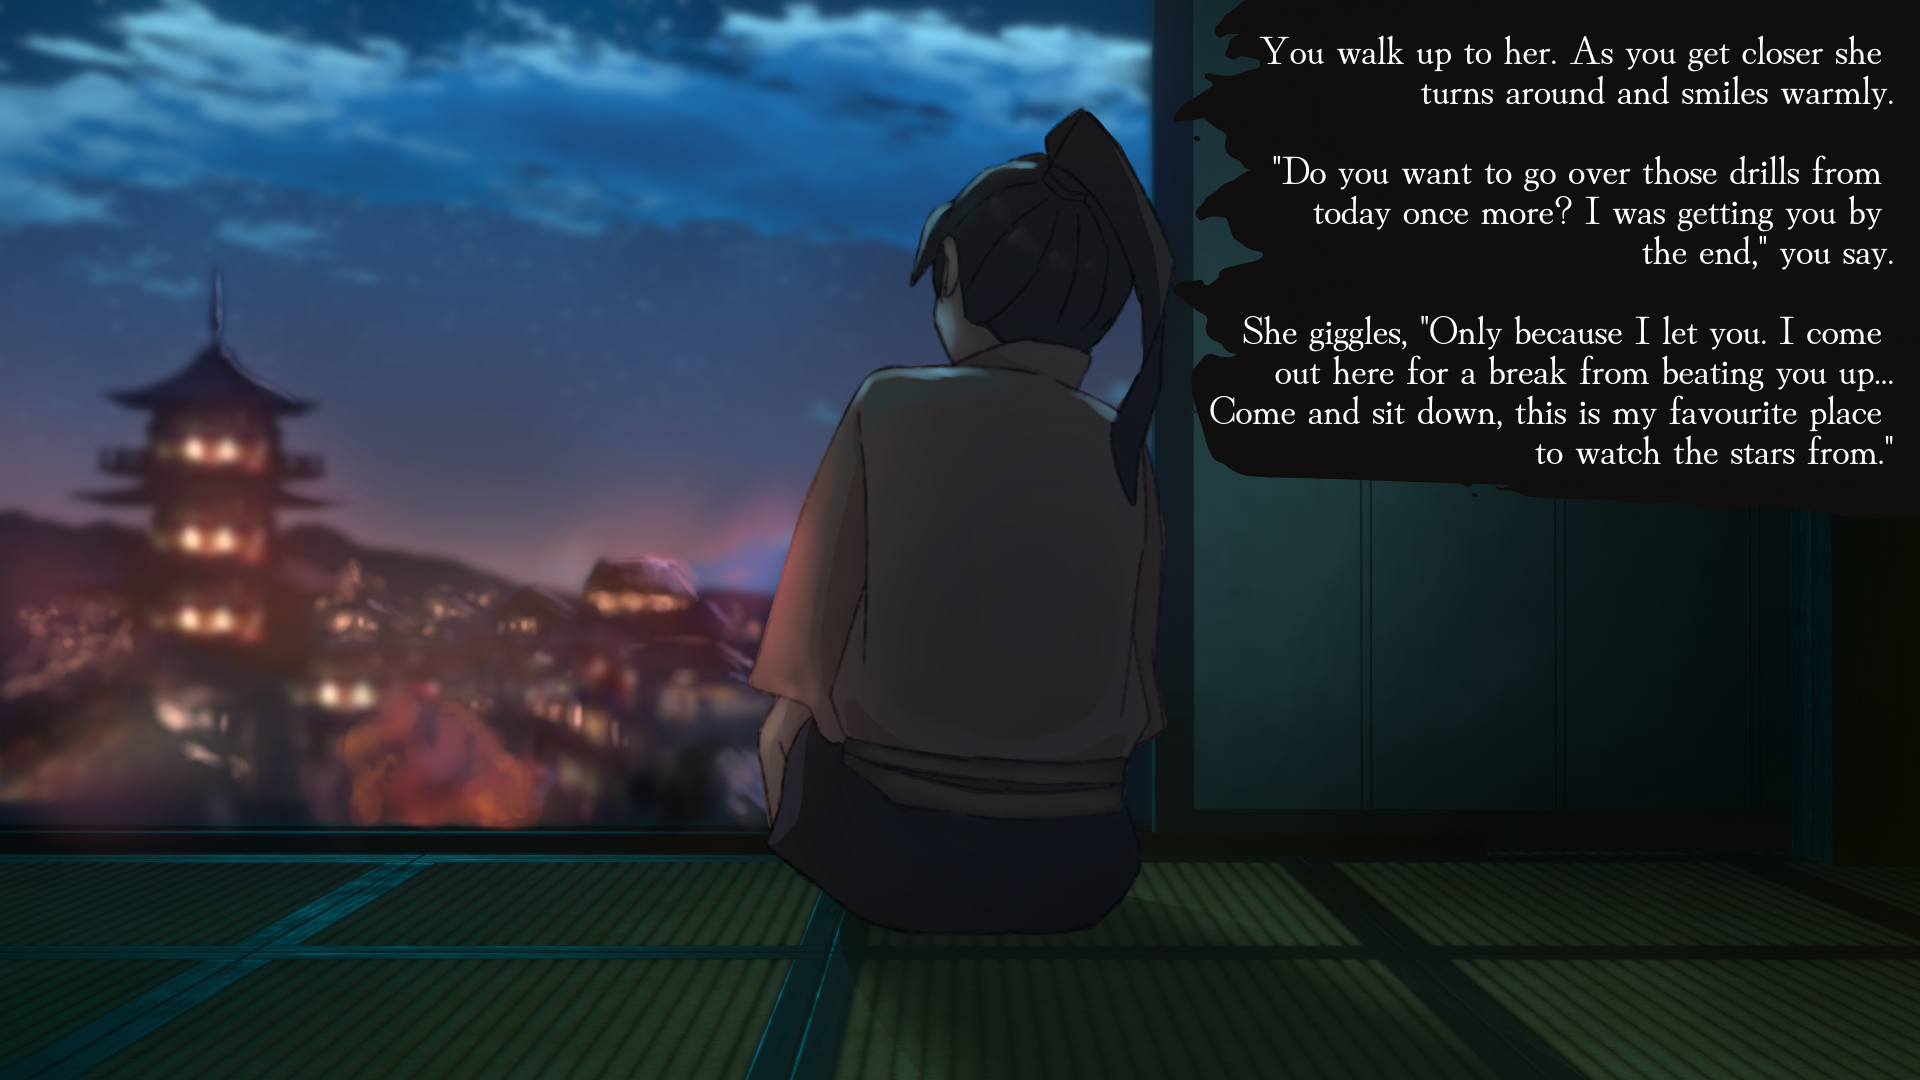 You walk up to her. As you get closer she
turns around and smiles warmly.
"Do you want to go over those drills from
today once more? I was getting you by
the end," you say.
She giggles, "Only because I let you. I come
out here for a break from beating you up...
Come and sit down, this is my favourite place
to watch the stars from."